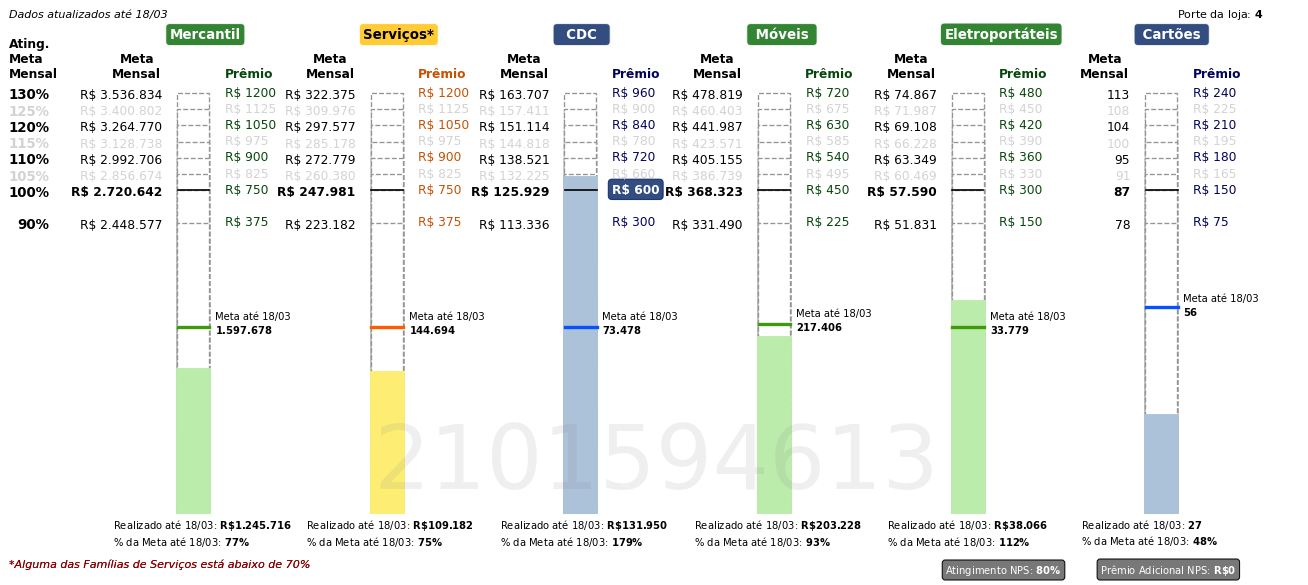 Dados atualizados até 18/03 Porte da loja: 4
Mercantil Serviços* CDC Móveis Eletroportáteis Cartões
Ating. Meta Mensal Meta Mensal Prêmio Meta Mensal Prêmio Meta Mensal Prêmio Meta Mensal Prêmio Meta Mensal Prêmio Meta Mensal Prêmio
130% R$ 3.536.834 R$ 1200 R$ 322.375 R$ 1200 R$ 163.707 R$ 960 R$ 478.819 R$ 720 R$ 74.867 R$ 480 113 R$ 240
125% R$ 3.400.802 R$ 1125 R$ 309.976 R$ 1125 R$ 157.411 R$ 900 R$ 460.403 R$ 675 R$ 71.987 R$ 450 108 R$ 225
120% R$ 3.264.770 R$ 1050 R$ 297.577 R$ 1050 R$ 151.114 R$ 840 R$ 441.987 R$ 630 R$ 69.108 R$ 420 104 R$ 210
115% R$ 3.128.738 R$ 975 R$ 285.178 R$ 975 R$ 144.818 R$ 780 R$ 423.571 R$ 585 R$ 66.228 R$ 390 100 R$ 195
110% R$ 2.992.706 R$ 900 R$ 272.779 R$ 900 R$ 138.521 R$ 720 R$ 405.155 R$ 540 R$ 63.349 R$ 360 95 R$ 180
105% R$ 2.856.674 R$ 825 R$ 260.380 R$ 825 R$ 132.225 R$ 660 R$ 386.739 R$ 495 R$ 60.469 R$ 330 91 R$ 165
100% R$ 2.720.642 R$ 750 R$ 247.981 R$ 750 R$ 125.929 R$ 600 R$ 368.323 R$ 450 R$ 57.590 R$ 300 87 R$ 150
90% R$ 2.448.577 R$ 375 R$ 223.182 R$ 375 R$ 113.336 R$ 300 R$ 331.490 R$ 225 R$ 51.831 R$ 150 78 R$ 75
Meta até 18/03 Meta até 18/03 Meta até 18/03 Meta até 18/03 Meta até 18/03 Meta até 18/03
1.597.678 144.694 73.478 217.406 33.779 56
2101594613
Realizado até 18/03: R$1.245.716 Realizado até 18/03: R$109.182 Realizado até 18/03: R$131.950 Realizado até 18/03: R$203.228 Realizado até 18/03: R$38.066 Realizado até 18/03: 27
% da Meta até 18/03: 77% % da Meta até 18/03: 75% % da Meta até 18/03: 179% % da Meta até 18/03: 93% % da Meta até 18/03: 112% % da Meta até 18/03: 48%
*Alguma das Famílias de Serviços está abaixo de 70% Atingimento NPS: 80% Prêmio Adicional NPS: R$0